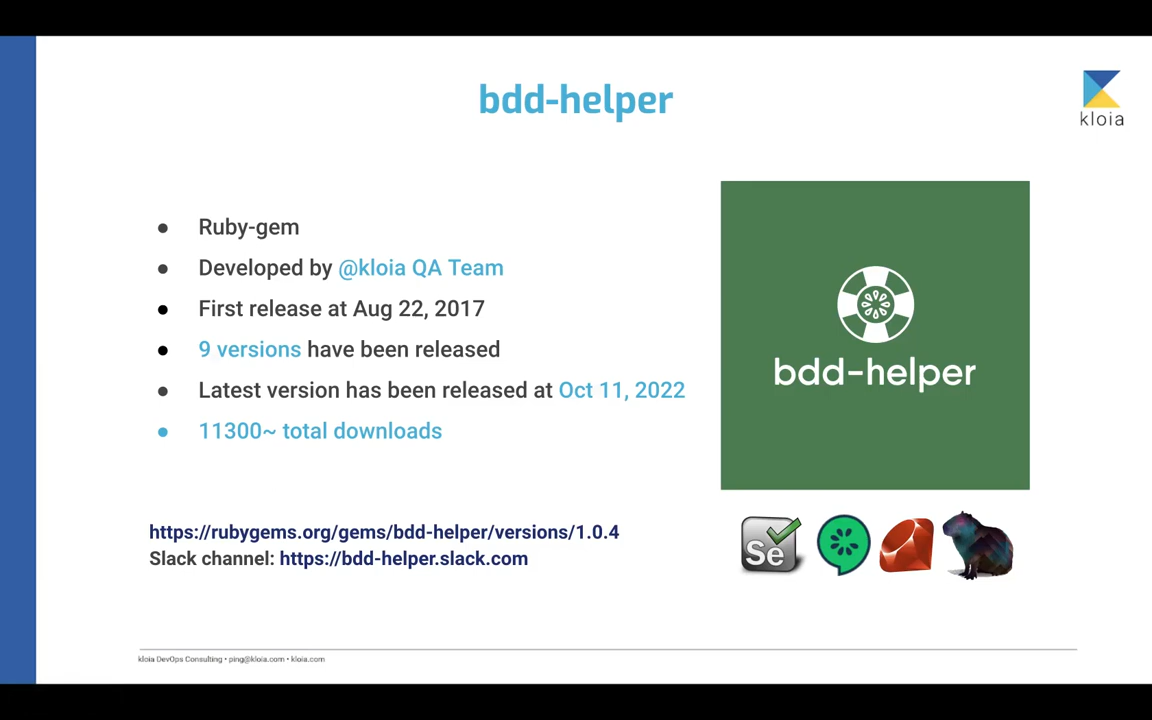 bdd-helper
kloia
● Ruby-gem
● Developed by @kloia QA Team
● First release at Aug 22, 2017
● 9 versions have been released
● Latest version has been released at Oct 11, 2022
● 11300~ total downloads
bdd-helper
https://rubygems.org/gems/bdd-helper/versions/1.0.4
Slack channel: https://bdd-helper.slack.com
Se
kloia DevOps Consulting • ping@kloia.com • kloia.com